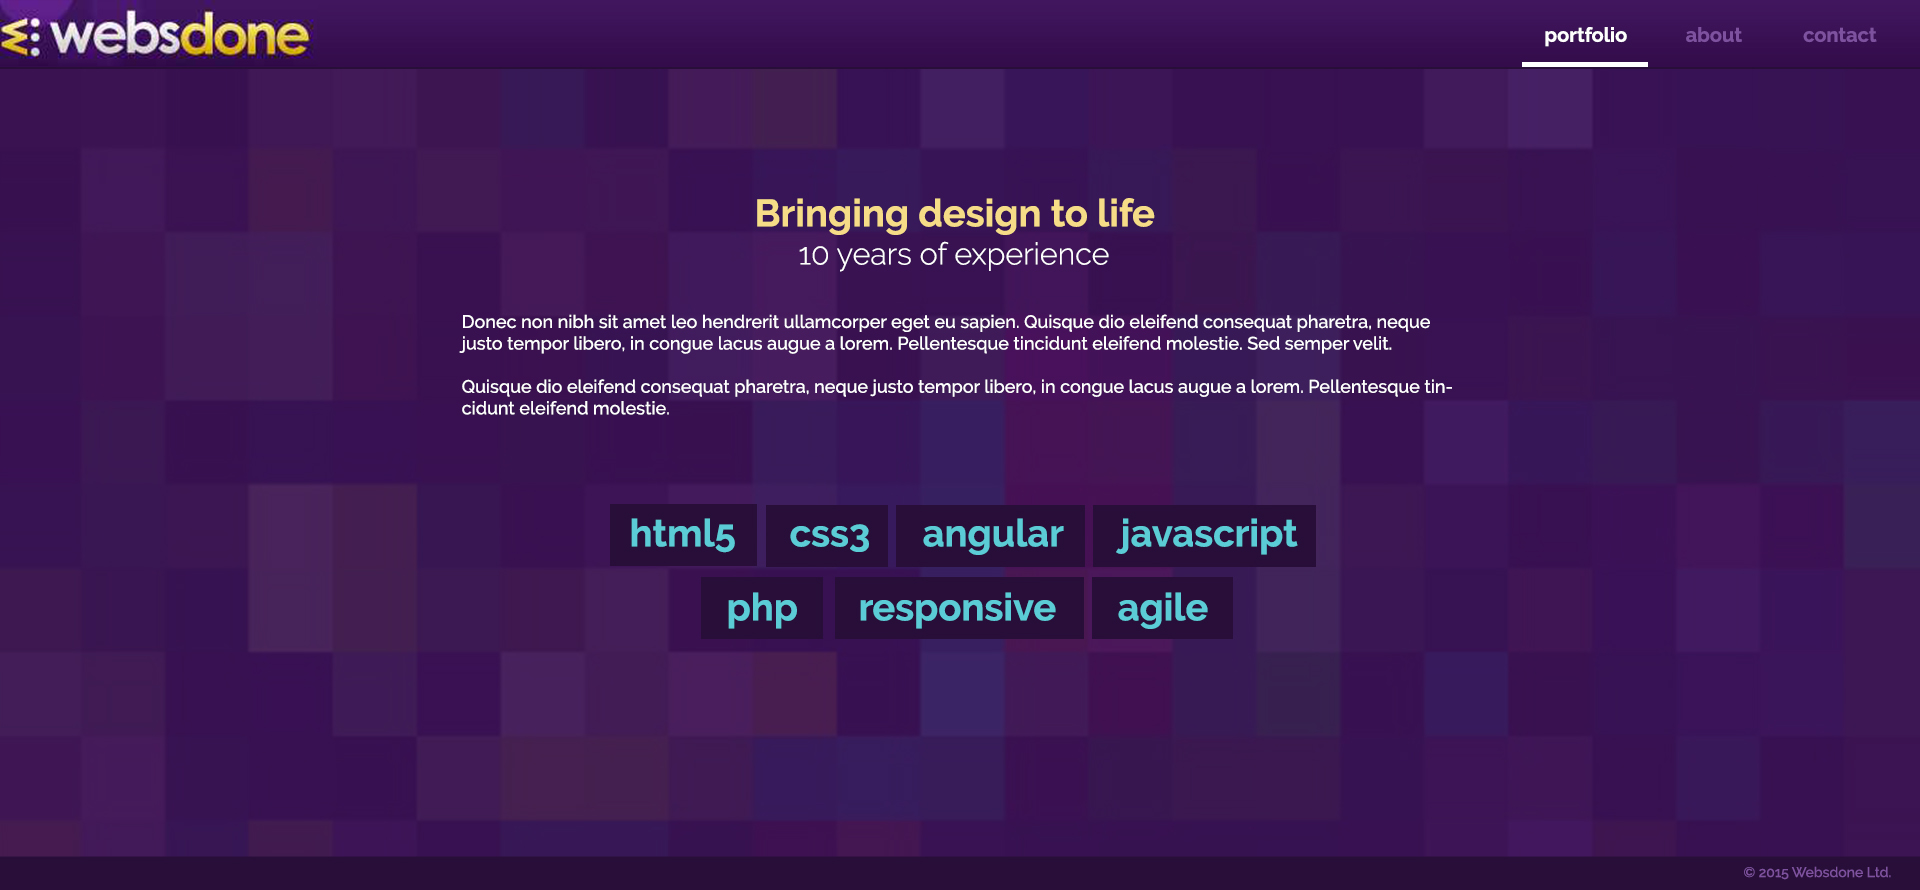 websdone
portfolio about contact
Bringing design to life
10 years of experience
Donec non nibh sit amet leo hendrerit ullamcorper eget eu sapien. Quisque dio eleifend consequat pharetra, neque
justo tempor libero, in congue lacus augue a lorem. Pellentesque tincidunt eleifend molestie. Sed semper velit.
Quisque dio eleifend consequat pharetra, neque justo tempor libero, in congue lacus augue a lorem. Pellentesque tin-
cidunt eleifend molestie.
html5 css3 angular javascript
php responsive agile
© 2015 Websdone Ltd.